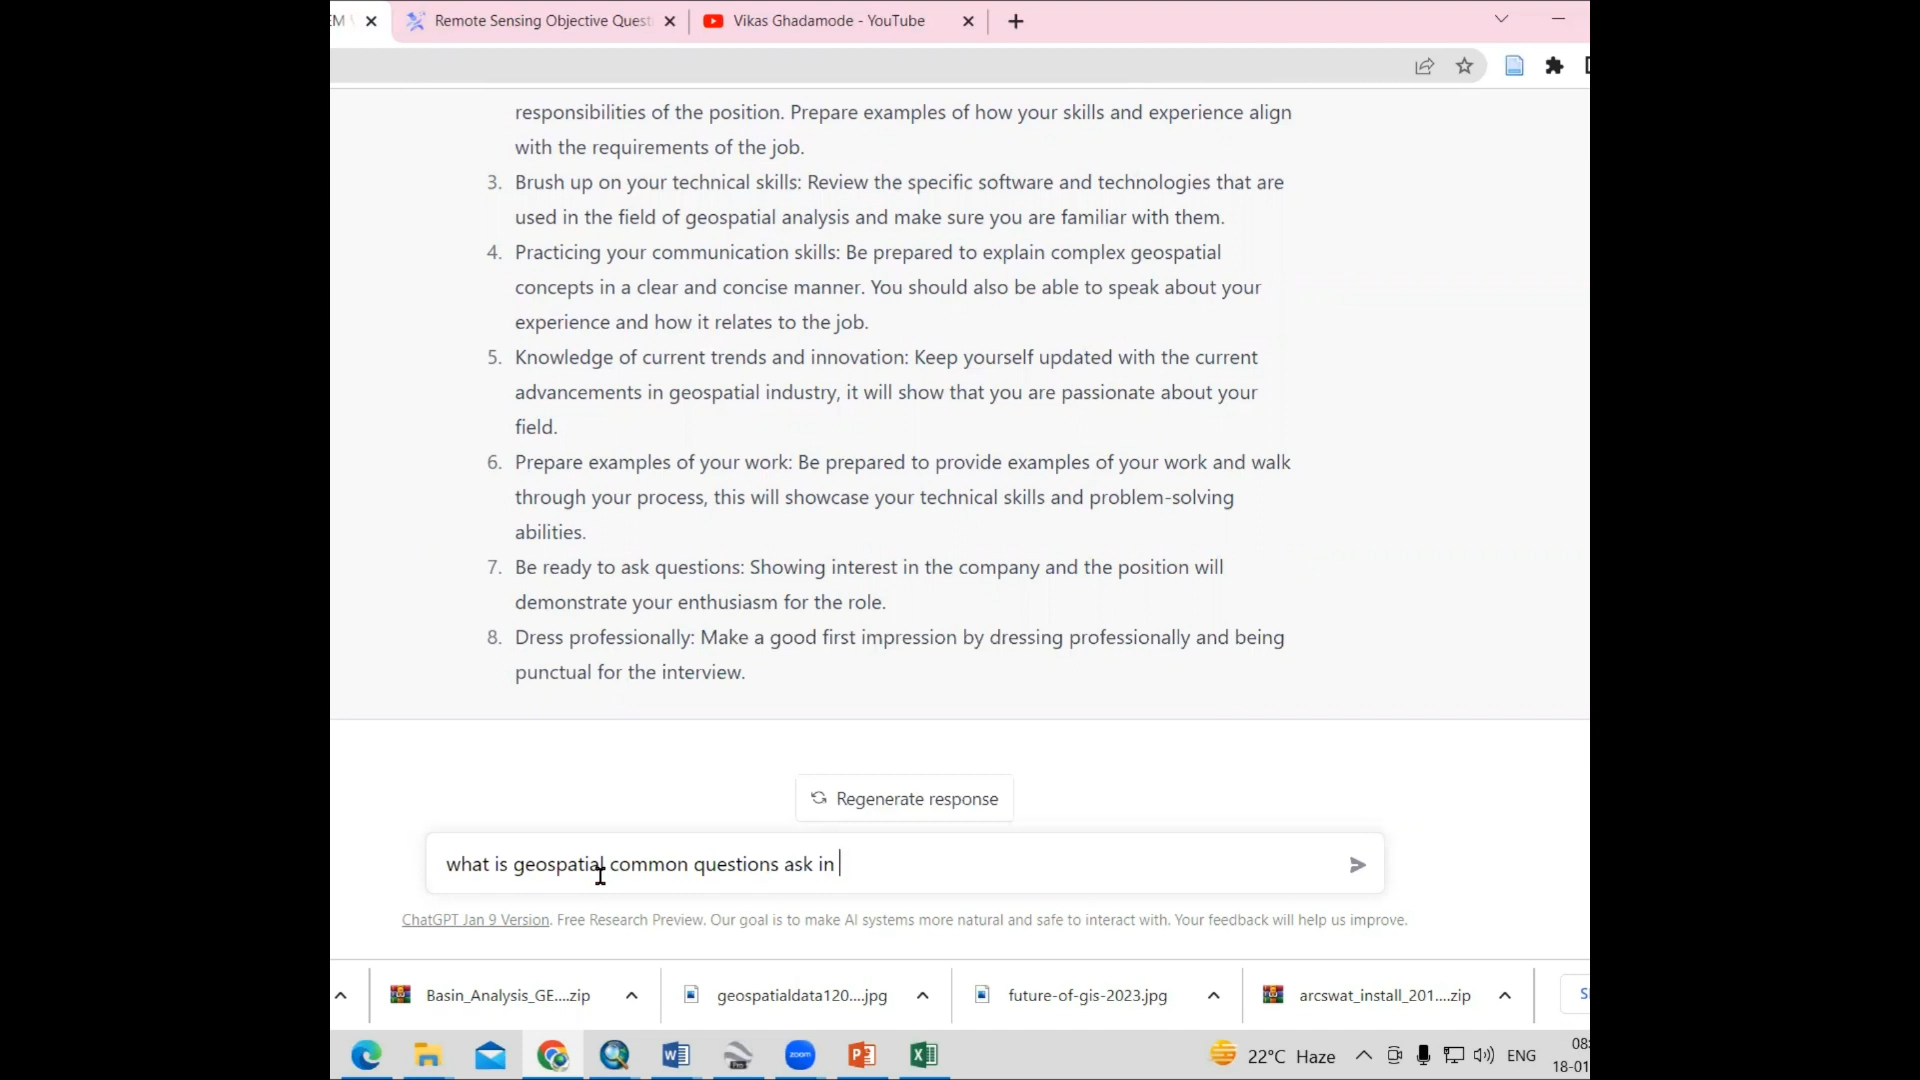 Remote Sensing Objective Quest
Vikas Ghadamode - YouTube
responsibilities of the position. Prepare examples of how your skills and experience align
with the requirements of the job.
3. Brush up on your technical skills: Review the specific software and technologies that are
used in the field of geospatial analysis and make sure you are familiar with them.
4. Practicing your communication skills: Be prepared to explain complex geospatial
concepts in a clear and concise manner. You should also be able to speak about your
experience and how it relates to the job.
5. Knowledge of current trends and innovation: Keep yourself updated with the current
advancements in geospatial industry, it will show that you are passionate about your
field.
6. Prepare examples of your work: Be prepared to provide examples of your work and walk
through your process, this will showcase your technical skills and problem-solving
abilities.
7. Be ready to ask questions: Showing interest in the company and the position will
demonstrate your enthusiasm for the role.
8. Dress professionally: Make a good first impression by dressing professionally and being
punctual for the interview.
Regenerate response
what is geospatial common questions ask in
ChatGPT Jan 9 Version. Free Research Preview. Our goal is to make AI systems more natural and safe to interact with. Your feedback will help us improve.
Basin_Analysis_GE....zip
geospatialdata120....jpg
future-of-gis-2023.jpg
arcswat_install_201....zip
zoom
22°C Haze
ENG
08:
18-01